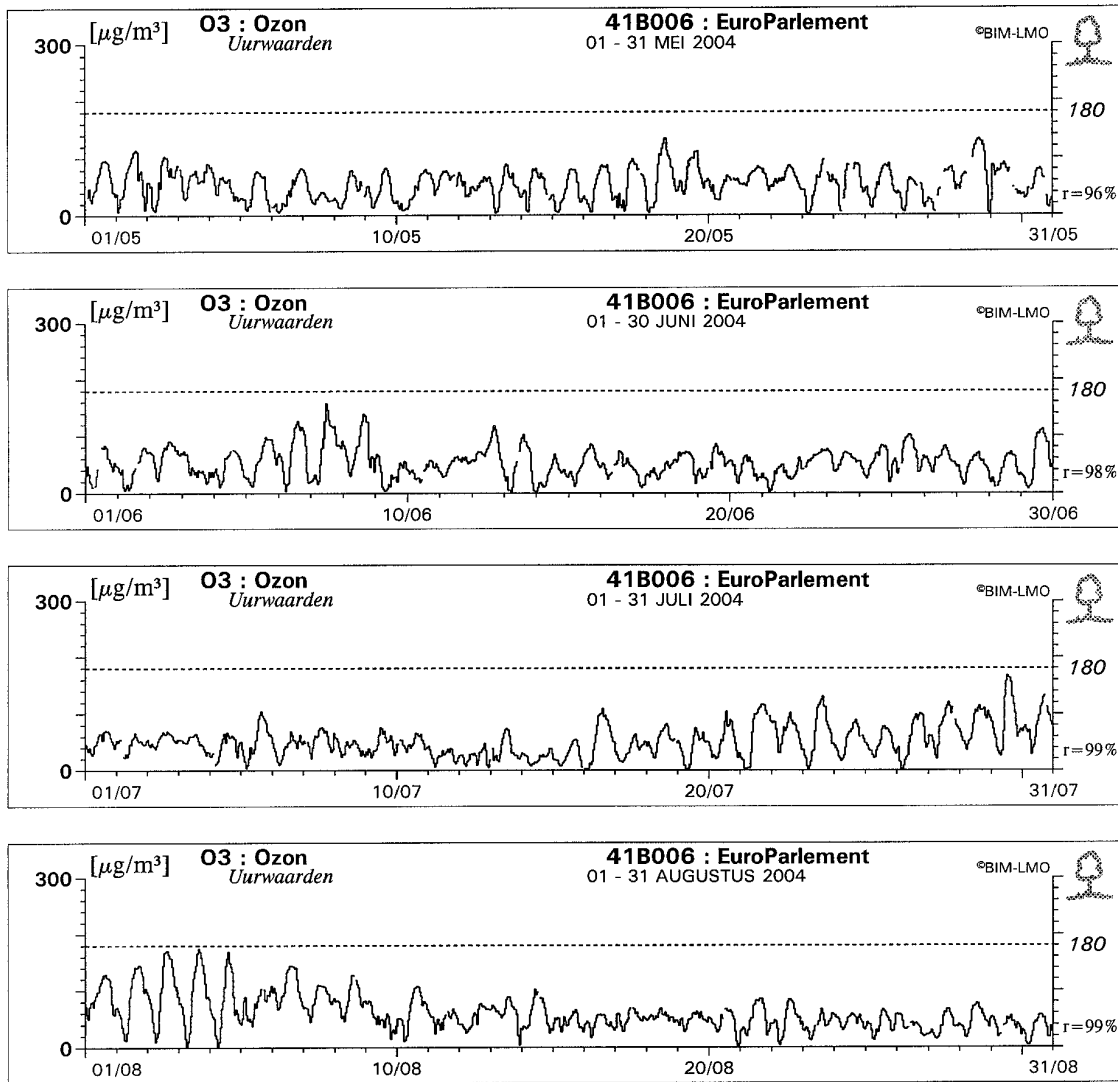 [µg/m³] O3 : Ozon 41B006 : EuroParlement ©BIM-LMO
300 Uurwaarden 01 - 31 MEI 2004
180
r=96%
0
01/05 10/05 20/05 31/05
[µg/m³] O3 : Ozon 41B006 : EuroParlement ©BIM-LMO
300 Uurwaarden 01 - 30 JUNI 2004
180
r=98%
0
01/06 10/06 20/06 30/06
[µg/m³] O3 : Ozon 41B006 : EuroParlement ©BIM-LMO
300 Uurwaarden 01 - 31 JULI 2004
180
r=99%
0
01/07 10/07 20/07 31/07
[µg/m³] O3 : Ozon 41B006 : EuroParlement ©BIM-LMO
300 Uurwaarden 01 - 31 AUGUSTUS 2004
180
r=99%
0
01/08 10/08 20/08 31/08